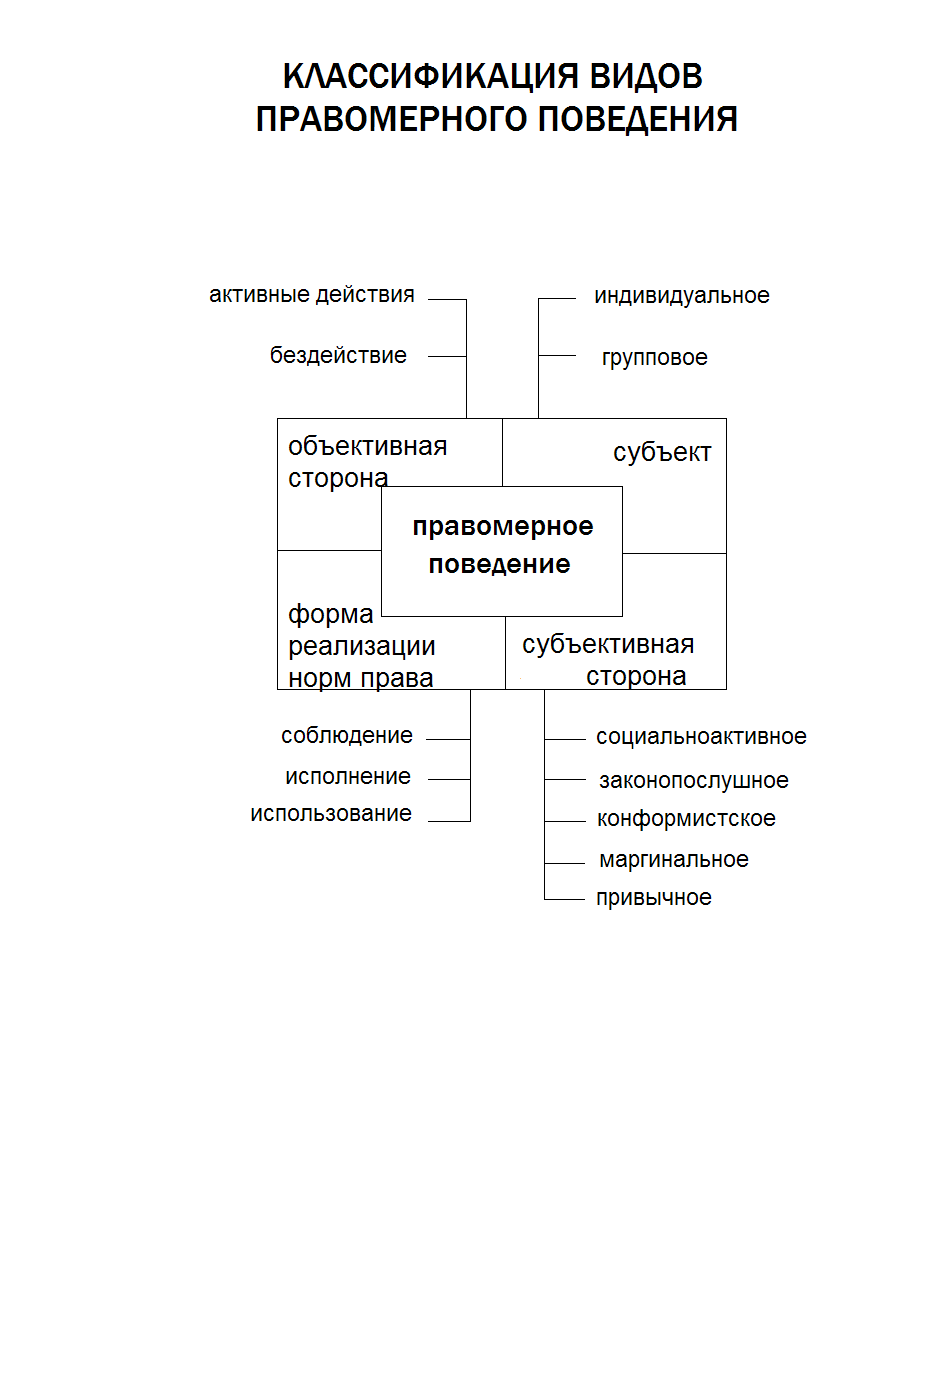 КЛАССИФИКАЦИЯ ВИДОВ
ПРАВОМЕРНОГО ПОВЕДЕНИЯ
активные действия
бездействие
индивидуальное
групповое
объективная
сторона
субъект
правомерное
поведение
форма
реализации
норм права
субъективная
сторона
соблюдение
исполнение
использование
социальноактивное
законопослушное
конформистское
маргинальное
привычное